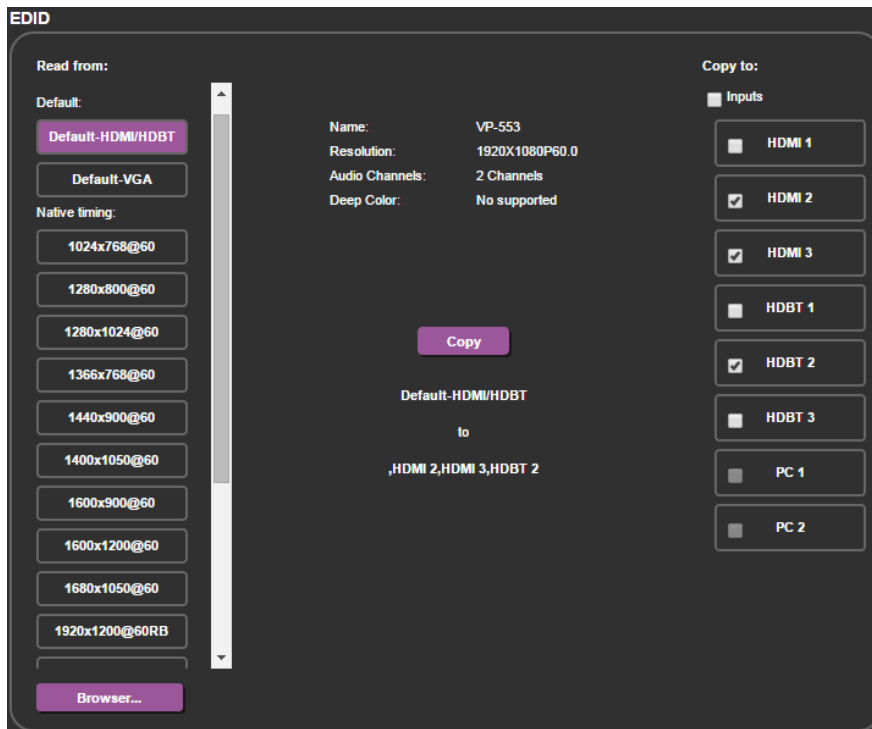 EDID
Read from:
Default:
Default-HDMI/HDBT
Default-VGA
Native timing:
1024x768@60
1280x800@60
1280x1024@60
1366x768@60
1440x900@60
1400x1050@60
1600x900@60
1600x1200@60
1680x1050@60
1920x1200@60RB
Browser...
Name: VP-553
Resolution: 1920X1080P60.0
Audio Channels: 2 Channels
Deep Color: No supported
Copy
Default-HDMI/HDBT
to
,HDMI 2,HDMI 3,HDBT 2
Copy to:
Inputs
HDMI 1
HDMI 2
HDMI 3
HDBT 1
HDBT 2
HDBT 3
PC 1
PC 2